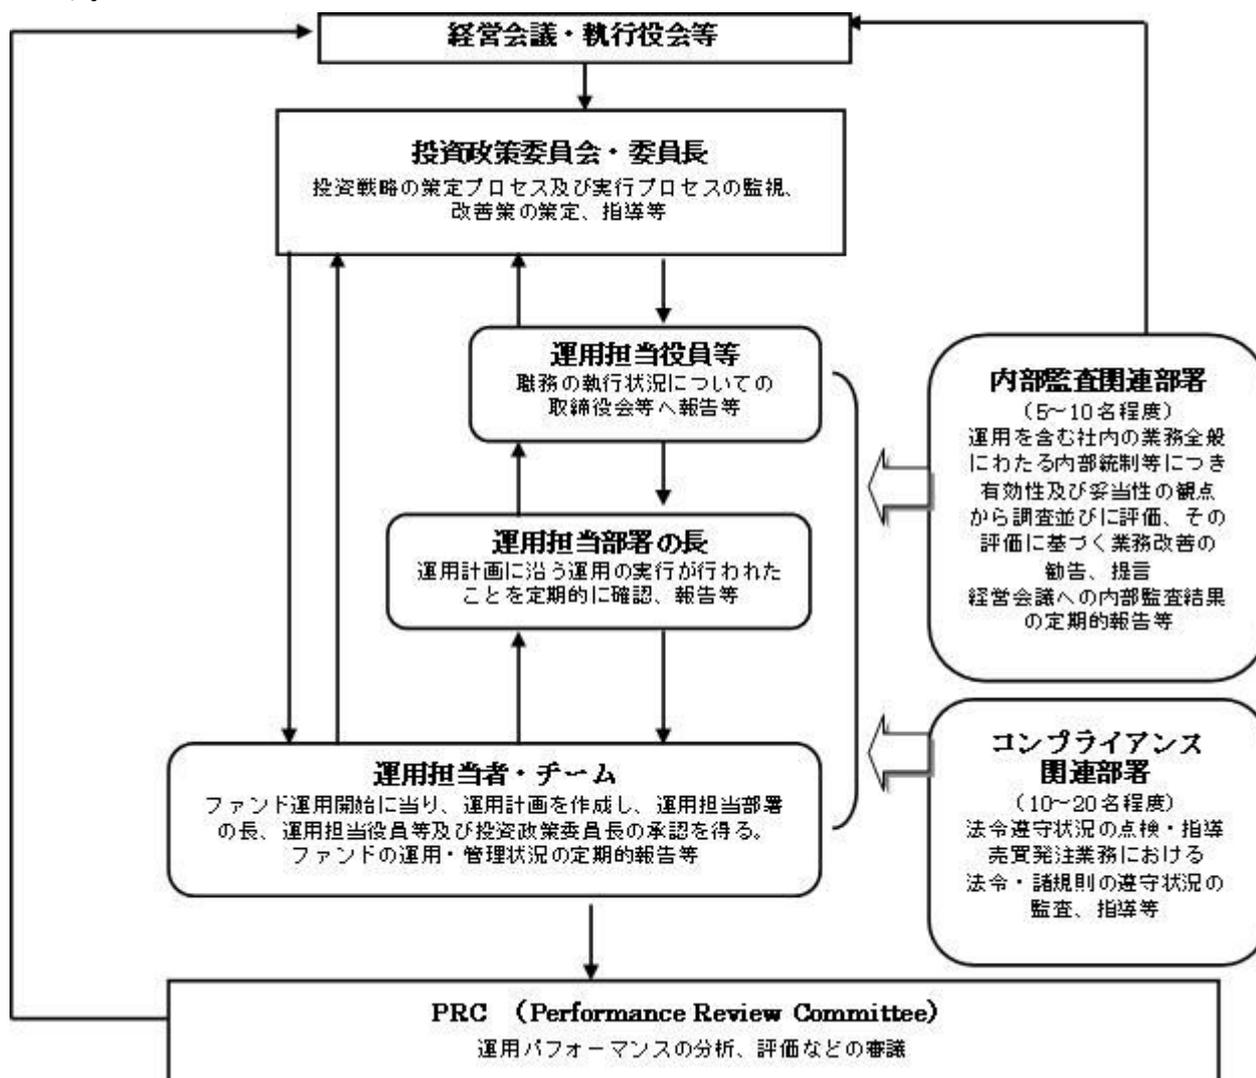 経営会議・執行役会等
投資政策委員会・委員長
投資戦略の策定プロセス及び実行プロセスの監視、
改善策の策定、指導等
運用担当役員等
職務の執行状況についての
取締役会等へ報告等
運用担当部署の長
運用計画に沿う運用の実行が行われた
ことを定期的に確認、報告等
運用担当者・チーム
ファンド運用開始に当り、運用計画を作成し、運用担当部署
の長、運用担当役員等及び投資政策委員長の承認を得る。
ファンドの運用・管理状況の定期的報告等
内部監査関連部署
(5~10名程度)
運用を含む社内の業務全般
にわたる内部統制等につき
有効性及び妥当性の観点
から調査並びに評価、その
評価に基づく業務改善の
勧告、提言
経営会議への内部監査結果
の定期的報告等
コンプライアンス
関連部署
(10~20名程度)
法令遵守状況の点検・指導
売買発注業務における
法令・諸規則の遵守状況の
監査、指導等
PRC (Performance Review Committee)
運用パフォーマンスの分析、評価などの審議